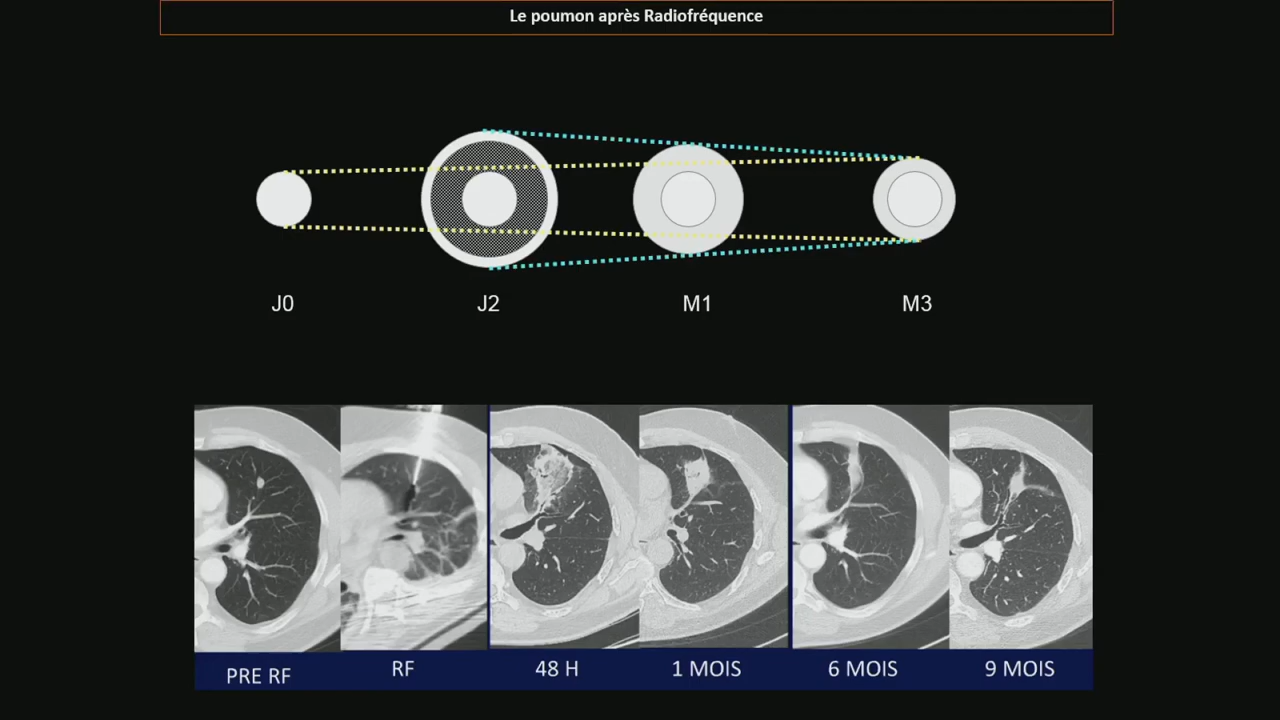 Le poumon après Radiofréquence
J0
J2
M1
M3
PRE RF
RF
48 H
1 MOIS
6 MOIS
9 MOIS